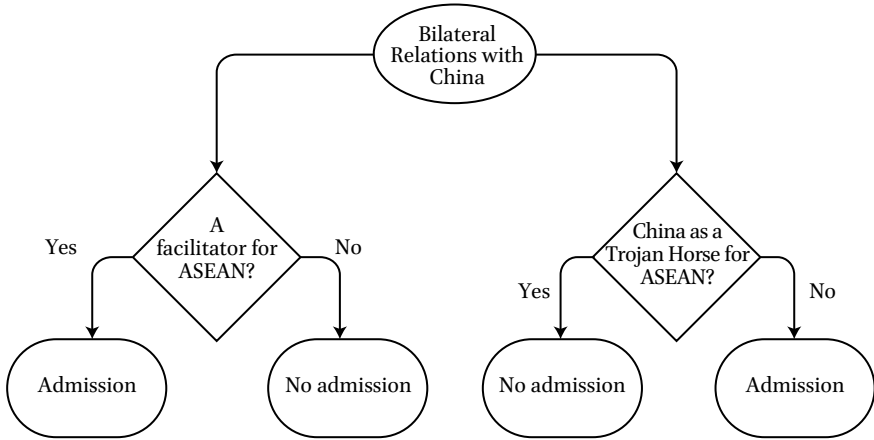 Bilateral
Relations with
China
A
facilitator for
ASEAN?
Yes
No
China as a
Trojan Horse for
ASEAN?
Yes
No
Admission
No admission
No admission
Admission